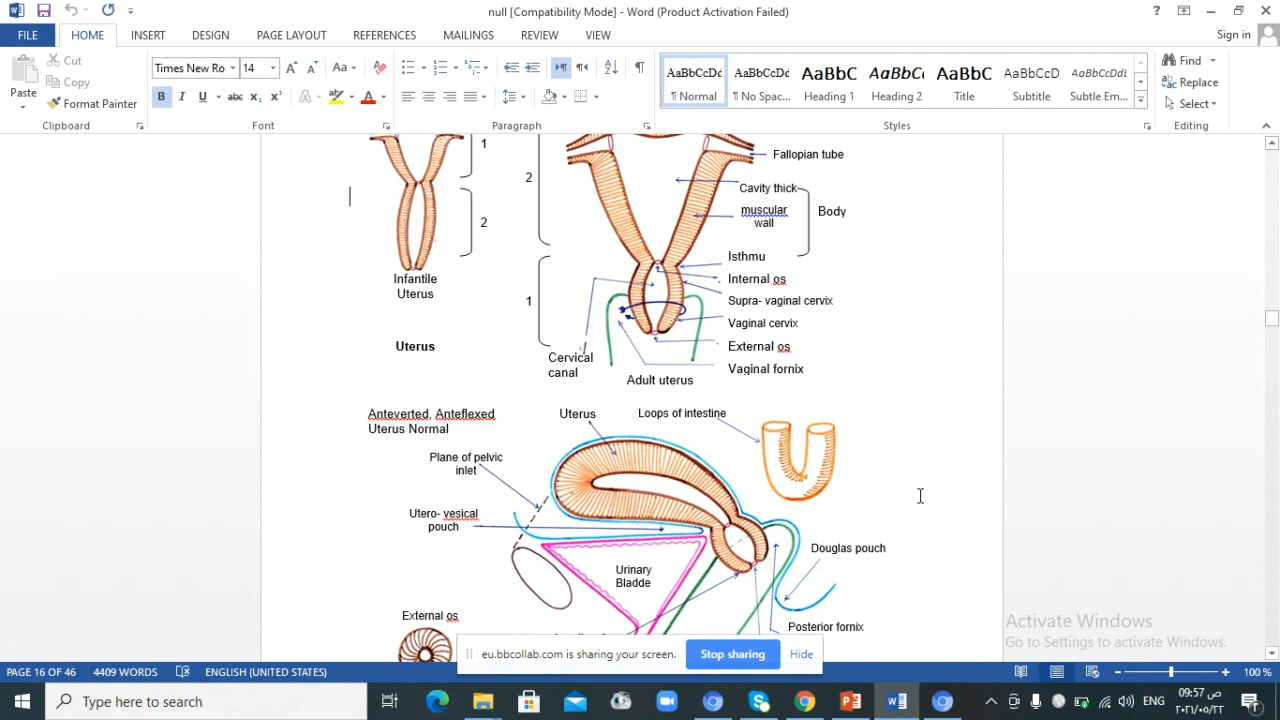 null [Compatibility Mode] - Word (Product Activation Failed)
FILE HOME INSERT DESIGN PAGE LAYOUT REFERENCES MAILINGS REVIEW VIEW Sign in
Paste
Cut
Copy
Format Painter
Times New Ro 14
AaBbCcDc AaBbCcDc AaBbC AaBbCc AaBbC AaBbCcD AaBbCcDd
¶ Normal ¶ No Spac... Heading 1 Heading 2 Title Subtitle Subtle Em...
Find
Replace
Select
Clipboard Font Paragraph Styles Editing
1
2
Infantile
Uterus
Uterus
2
1
Fallopian tube
Cavity thick
muscular
wall
Body
Isthmu
Internal os
Supra- vaginal cervix
Vaginal cervix
External os
Vaginal fornix
Cervical
canal
Adult uterus
Anteverted, Anteflexed
Uterus Normal
Uterus
Loops of intestine
Plane of pelvic
inlet
Utero- vesical
pouch
Urinary
Bladde
Douglas pouch
External os
Posterior fornix
eu.bbcollab.com is sharing your screen. Stop sharing Hide
Activate Windows
Go to Settings to activate Windows.
PAGE 16 OF 46 4409 WORDS ENGLISH (UNITED STATES) 100 %
Type here to search
ENG
09:57 ص